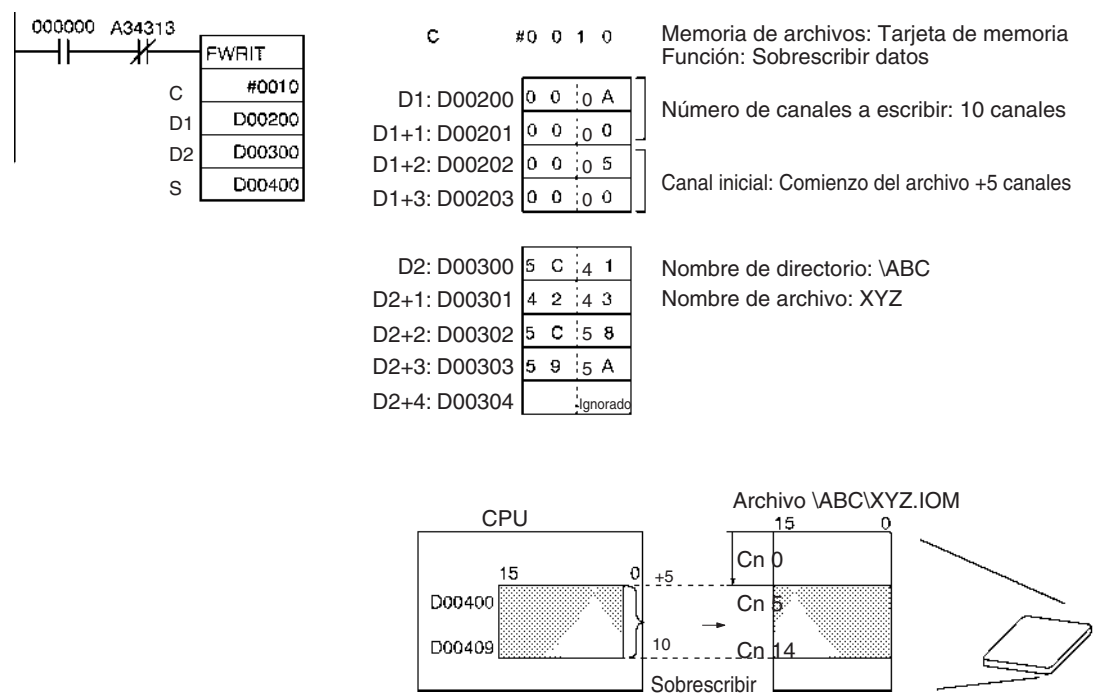 000000 A34313
FWRIT
C #0010
D1 D00200
D2 D00300
S D00400
C #0 0 1 0 Memoria de archivos: Tarjeta de memoria
Función: Sobrescribir datos
D1: D00200 0 0 0 A
Número de canales a escribir: 10 canales
D1+1: D00201 0 0 0 0
D1+2: D00202 0 0 0 5
Canal inicial: Comienzo del archivo +5 canales
D1+3: D00203 0 0 0 0
D2: D00300 5 C 4 1 Nombre de directorio: \ABC
D2+1: D00301 4 2 4 3 Nombre de archivo: XYZ
D2+2: D00302 5 C 5 8
D2+3: D00303 5 9 5 A
D2+4: D00304 Ignorado
Archivo \ABC\XYZ.IOM
CPU 15 0
Cn 0
15 0 +5
D00400 Cn 5
D00409 10 Cn 14
Sobrescribir